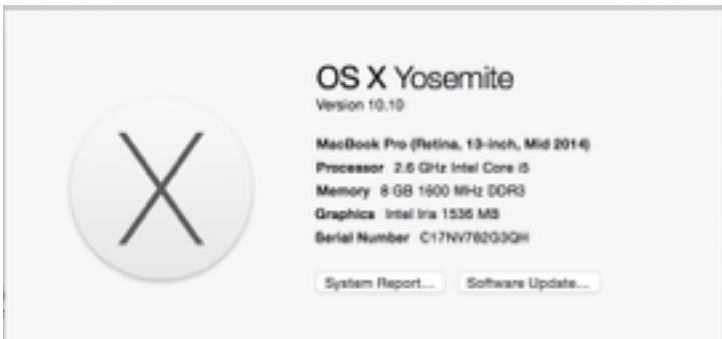 OS X Yosemite
Version 10.10
MacBook Pro (Retina, 13-inch, Mid 2014)
Processor 2.6 GHz Intel Core i5
Memory 8 GB 1600 MHz DDR3
Graphics Intel Iris 1536 MB
Serial Number
System Report... Software Update...